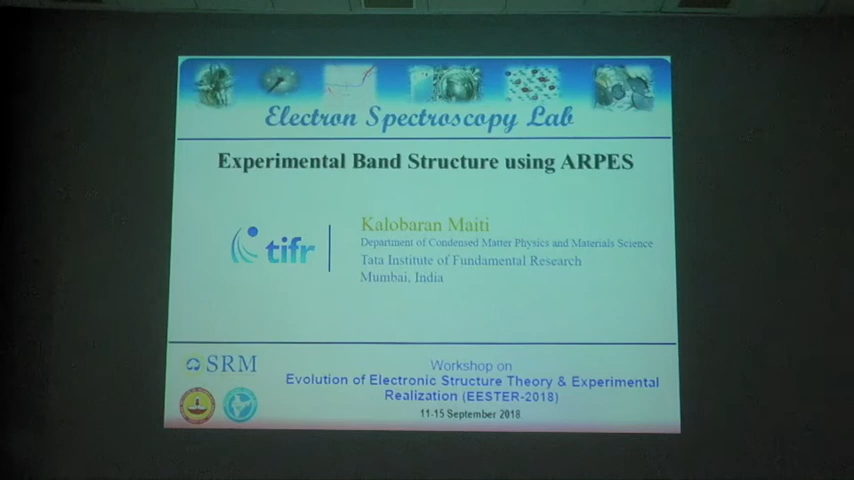 Electron Spectroscopy Lab
Experimental Band Structure using ARPES
tifr
Kalobaran Maiti
Department of Condensed Matter Physics and Materials Science
Tata Institute of Fundamental Research
Mumbai, India
SRM
Workshop on
Evolution of Electronic Structure Theory & Experimental
Realization (EESTER-2018)
11-15 September 2018